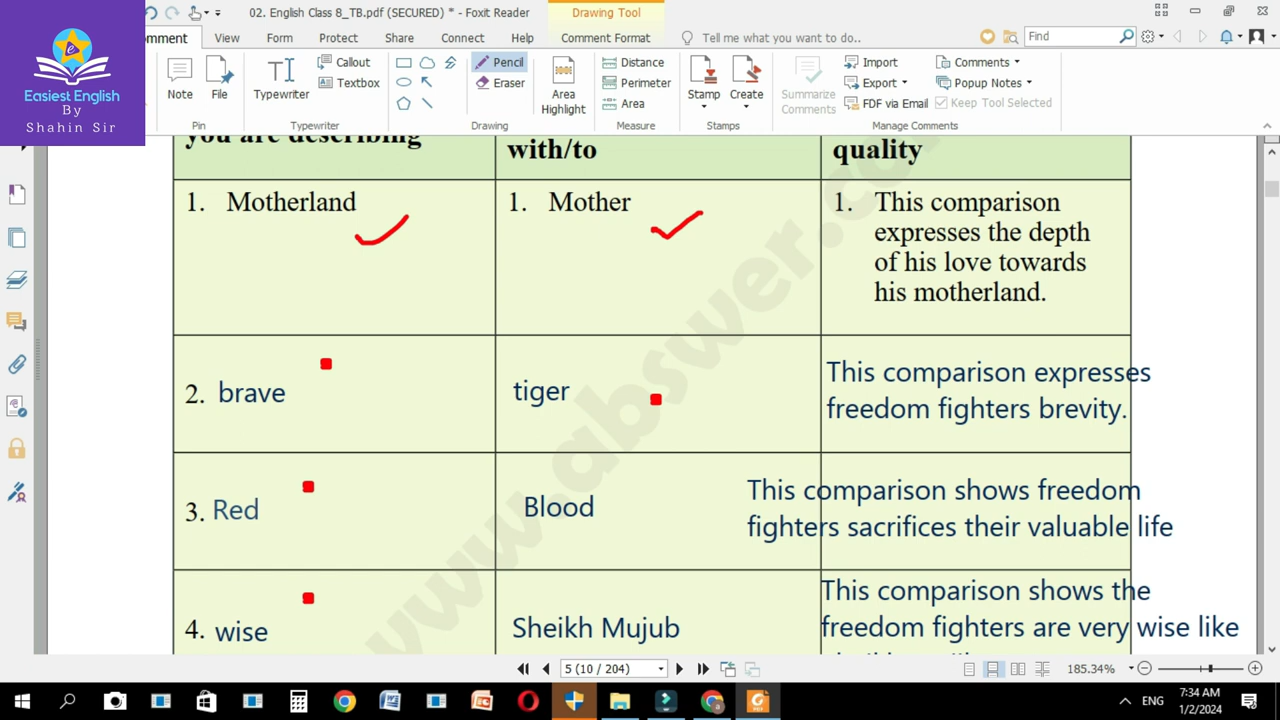 02. English Class 8_TB.pdf (SECURED) * - Foxit Reader
Drawing Tool
omment View Form Protect Share Connect Help Comment Format Tell me what you want to do.. Find
Note File Typewriter Callout Textbox Pencil Eraser Area Highlight Distance Perimeter Area Stamp Create Summarize Comments Import Export FDF via Email Comments Popup Notes Keep Tool Selected
Pin Typewriter Drawing Measure Stamps Manage Comments
Easiest English
By
Shahin Sir
you are describing
with/to
quality
1. Motherland
1. Mother
1. This comparison
expresses the depth
of his love towards
his motherland.
2. brave
tiger
This comparison expresses
freedom fighters brevity.
3. Red
Blood
This comparison shows freedom
fighters sacrifices their valuable life
4. wise
Sheikh Mujub
This comparison shows the
freedom fighters are very wise like
www.abswer.co
5 (10 / 204)
185.34%
ENG
7:34 AM
1/2/2024